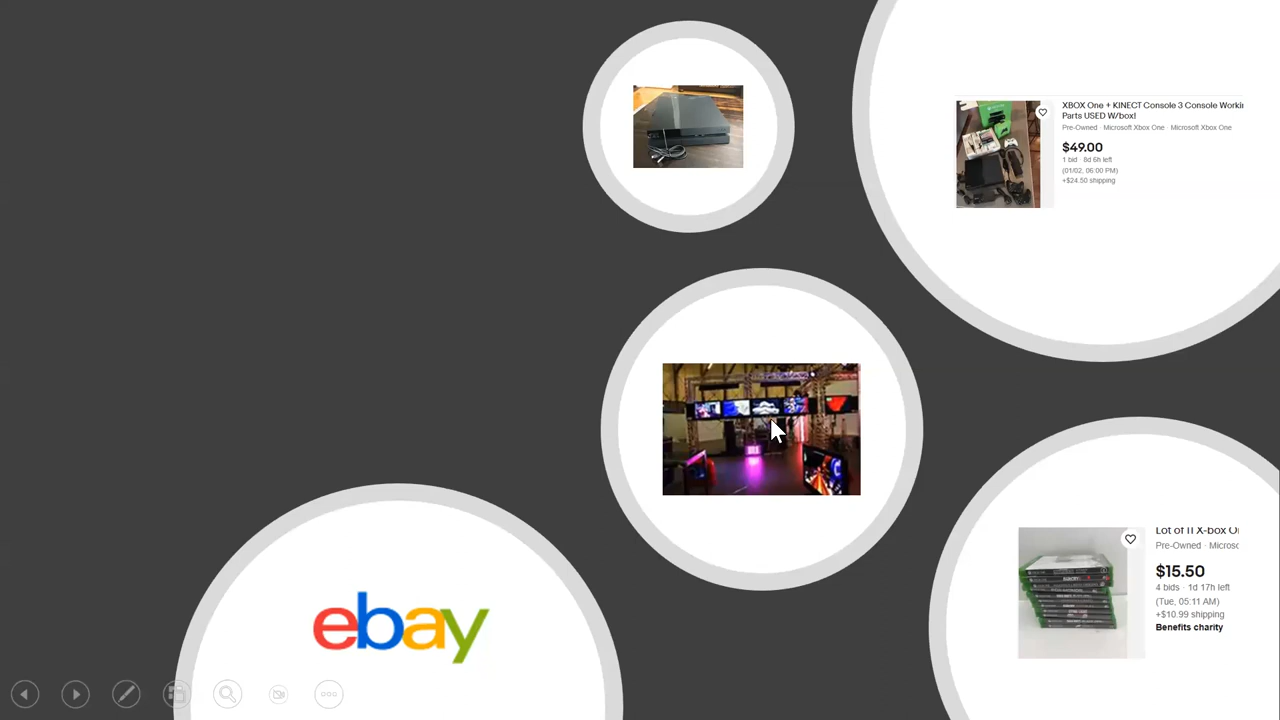 XBOX One + KINECT Console 3 Console Workin
Parts USED W/box!
Pre-Owned · Microsoft Xbox One · Microsoft Xbox One
$49.00
1 bid · 8d 6h left
(01/02, 06:00 PM)
+$24.50 shipping
Lot of 11 X-box O
Pre-Owned · Microsc
$15.50
4 bids · 1d 17h left
(Tue, 05:11 AM)
+$10.99 shipping
Benefits charity
ebay